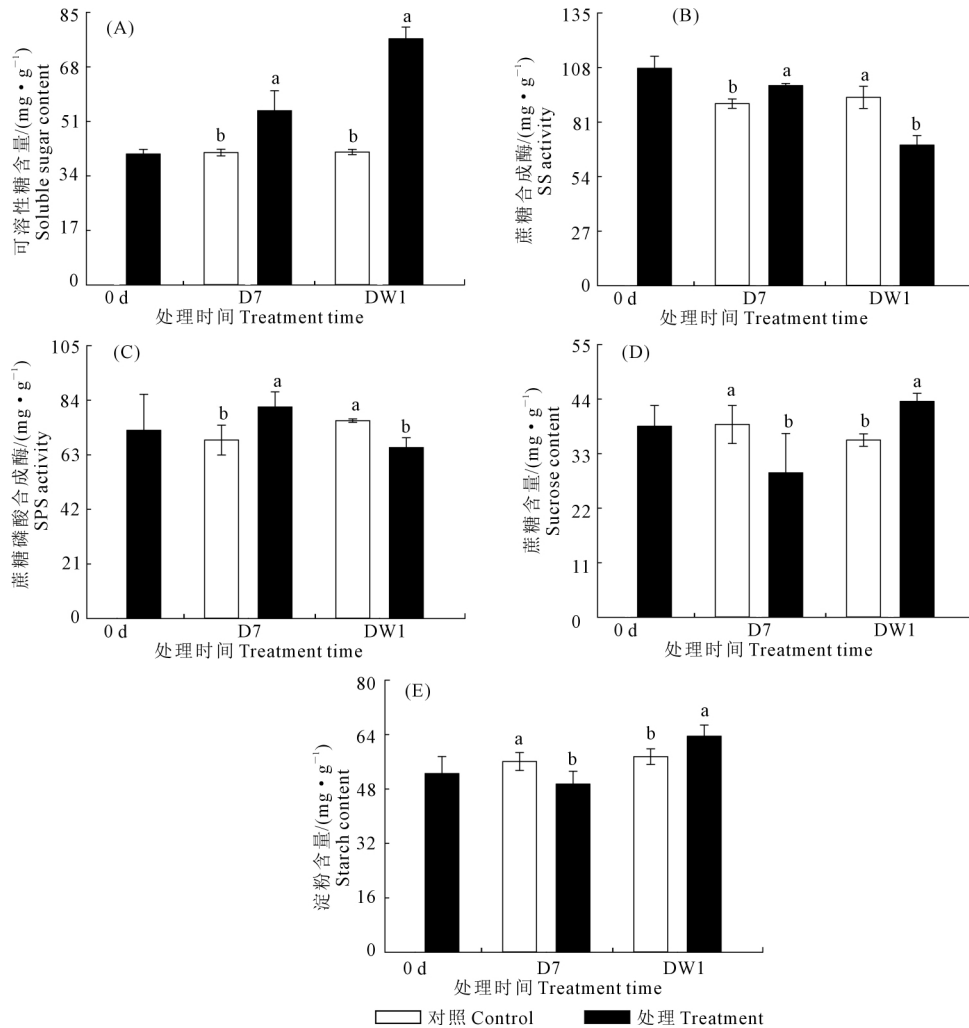 (A)
可溶性糖含量/(mg·g⁻¹)
Soluble sugar content
85
68
51
34
17
0
b
a
b
a
0 d
D7
DW1
处理时间 Treatment time
(B)
蔗糖合成酶/(mg·g⁻¹)
SS activity
135
108
81
54
27
0
b
a
a
b
0 d
D7
DW1
处理时间 Treatment time
(C)
蔗糖磷酸合成酶/(mg·g⁻¹)
SPS activity
105
84
63
42
21
0
b
a
a
b
0 d
D7
DW1
处理时间 Treatment time
(D)
蔗糖含量/(mg·g⁻¹)
Sucrose content
55
44
33
22
11
0
a
b
b
a
0 d
D7
DW1
处理时间 Treatment time
(E)
淀粉含量/(mg·g⁻¹)
Starch content
80
64
48
32
16
0
a
b
b
a
0 d
D7
DW1
处理时间 Treatment time
对照 Control
处理 Treatment